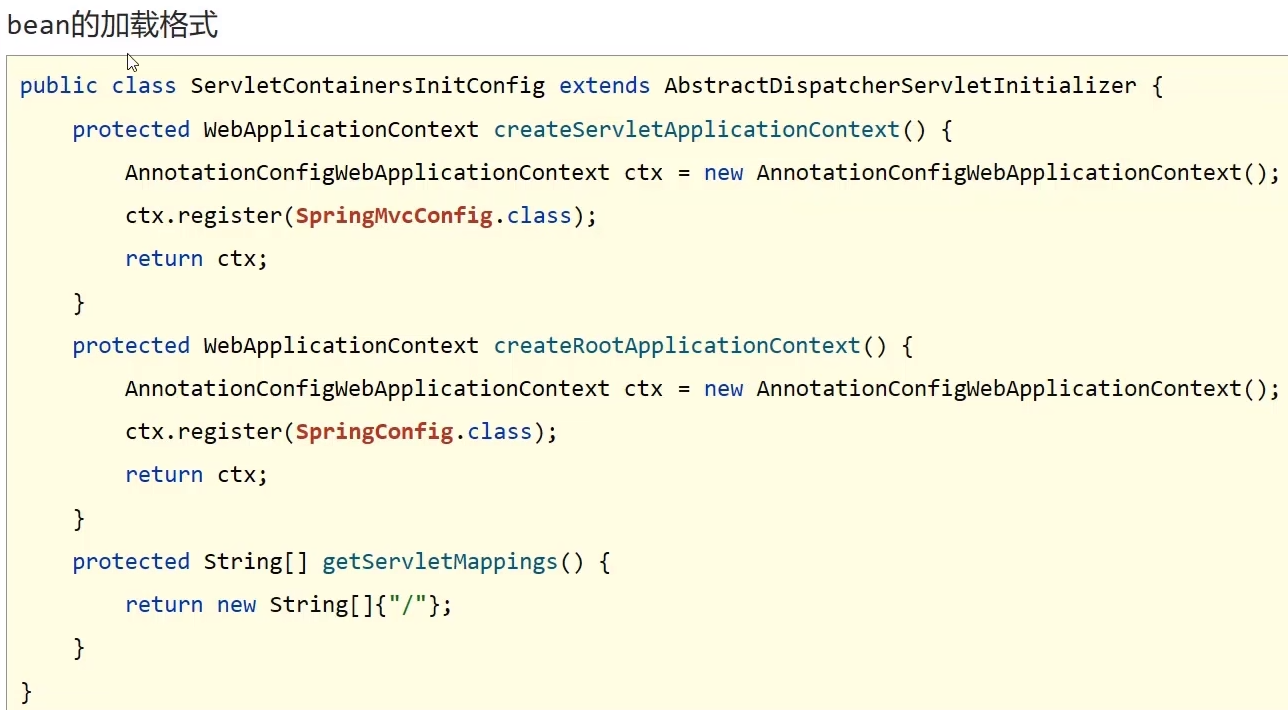 bean的加载格式
public class ServletContainersInitConfig extends AbstractDispatcherServletInitializer {
    protected WebApplicationContext createServletApplicationContext() {
        AnnotationConfigWebApplicationContext ctx = new AnnotationConfigWebApplicationContext();
        ctx.register(SpringMvcConfig.class);
        return ctx;
    }
    protected WebApplicationContext createRootApplicationContext() {
        AnnotationConfigWebApplicationContext ctx = new AnnotationConfigWebApplicationContext();
        ctx.register(SpringConfig.class);
        return ctx;
    }
    protected String[] getServletMappings() {
        return new String[]{"/"};
    }
}